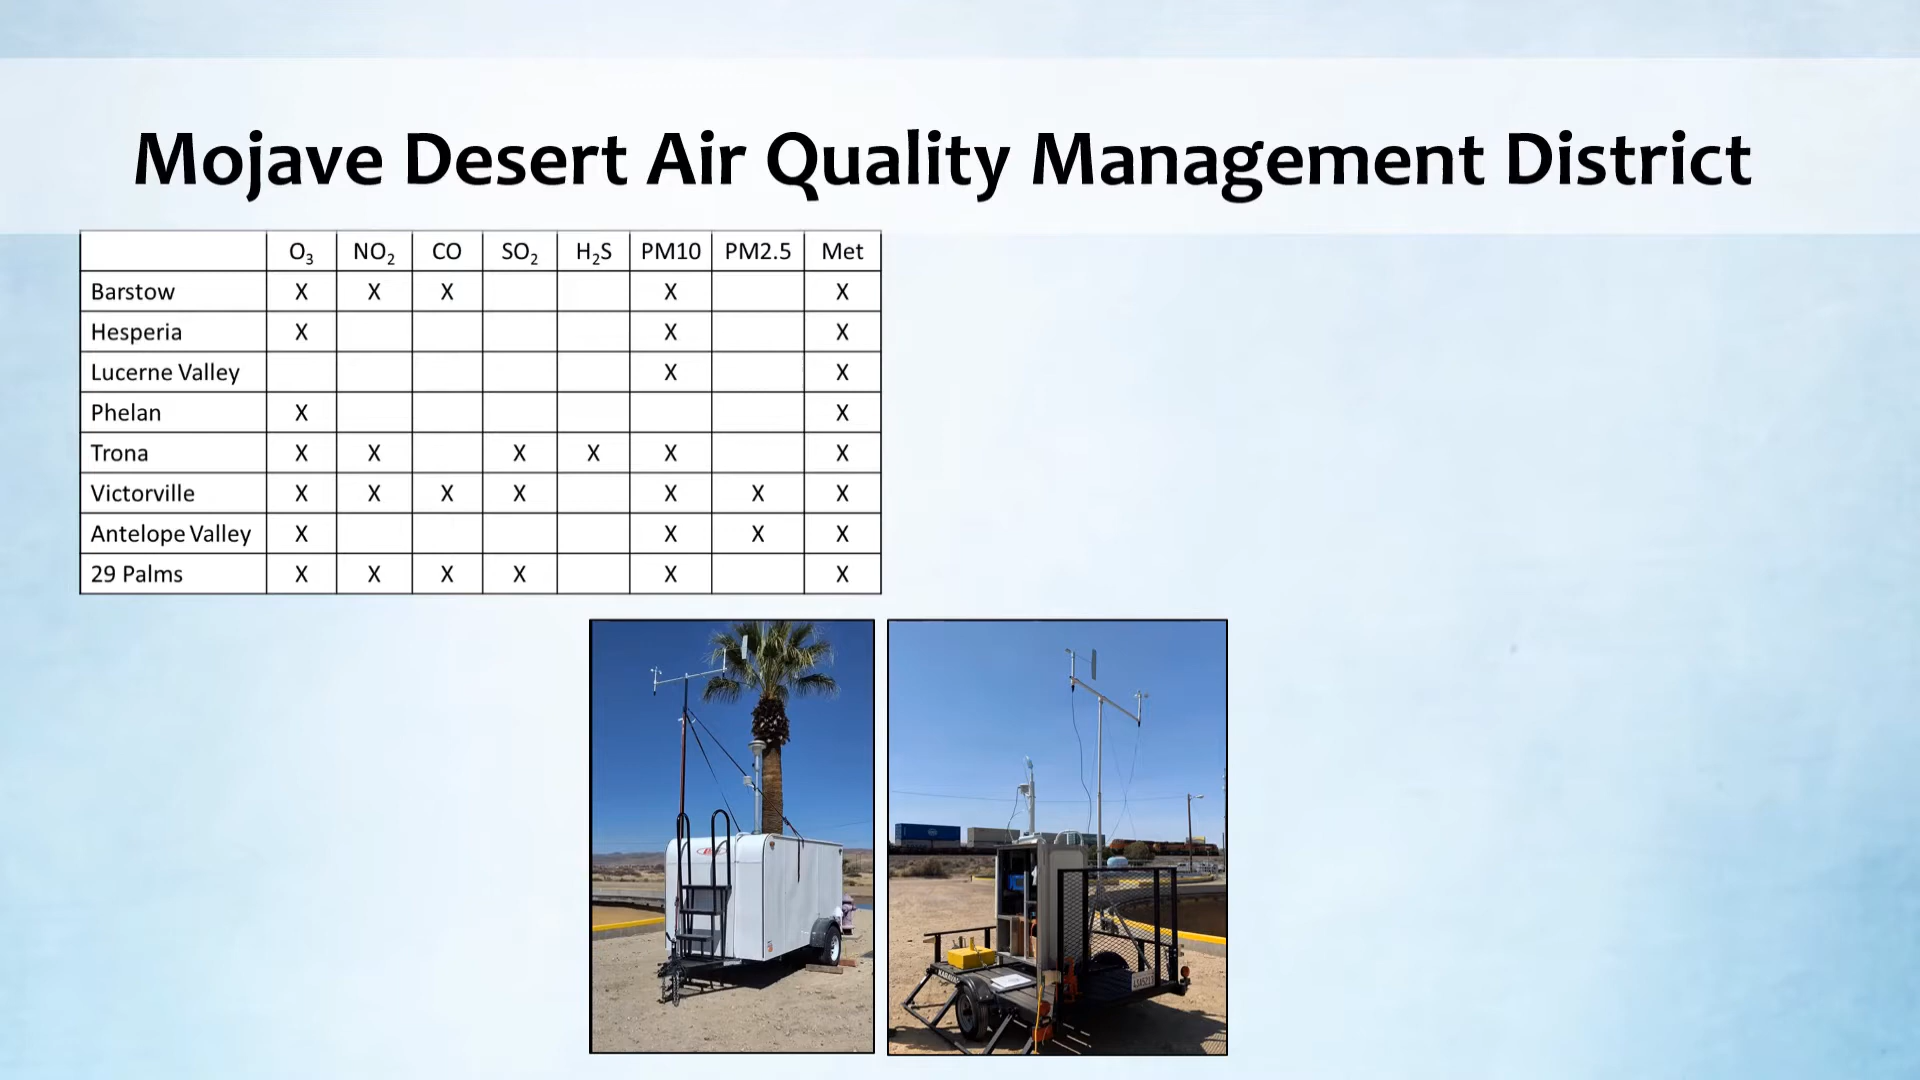 Mojave Desert Air Quality Management District
O₃ NO₂ CO SO₂ H₂S PM10 PM2.5 Met
Barstow X X X X X
Hesperia X X X
Lucerne Valley X X
Phelan X X
Trona X X X X X X
Victorville X X X X X X X
Antelope Valley X X X X
29 Palms X X X X X X